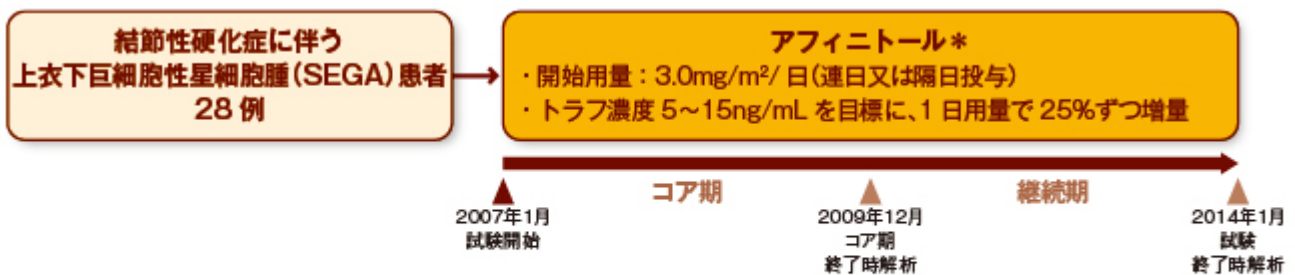 結節性硬化症に伴う
上衣下巨細胞性星細胞腫(SEGA)患者
28例
アフィニトール*
・開始用量:3.0mg/m²/日(連日又は隔日投与)
・トラフ濃度5~15ng/mLを目標に、1日用量で25%ずつ増量
コア期
継続期
2007年1月
試験開始
2009年12月
コア期
終了時解析
2014年1月
試験
終了時解析